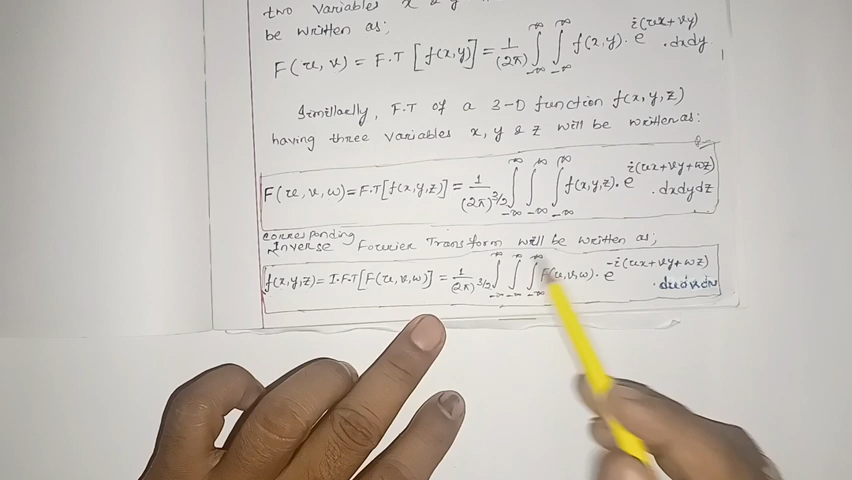 two variables x & y
be written as;
F(u, v) = F.T [f(x,y)] = 1/(2π) ∫_{-∞}^{∞} ∫_{-∞}^{∞} f(x,y). e^{i(ux+vy)} .dxdy
Similarly, F.T of a 3-D function f(x,y,z)
having three variables x, y & z will be written as:
F(u,v,w) = F.T[f(x,y,z)] = 1/(2π)^{3/2} ∫_{-∞}^{∞} ∫_{-∞}^{∞} ∫_{-∞}^{∞} f(x,y,z). e^{i(ux+vy+wz)} .dxdydz
corresponding
Inverse Fourier Transform will be written as;
f(x,y,z) = I.F.T[F(u,v,w)] = 1/(2π)^{3/2} ∫_{-∞}^{∞} ∫_{-∞}^{∞} ∫_{-∞}^{∞} F(u,v,w). e^{-i(ux+vy+wz)} .dudvdw